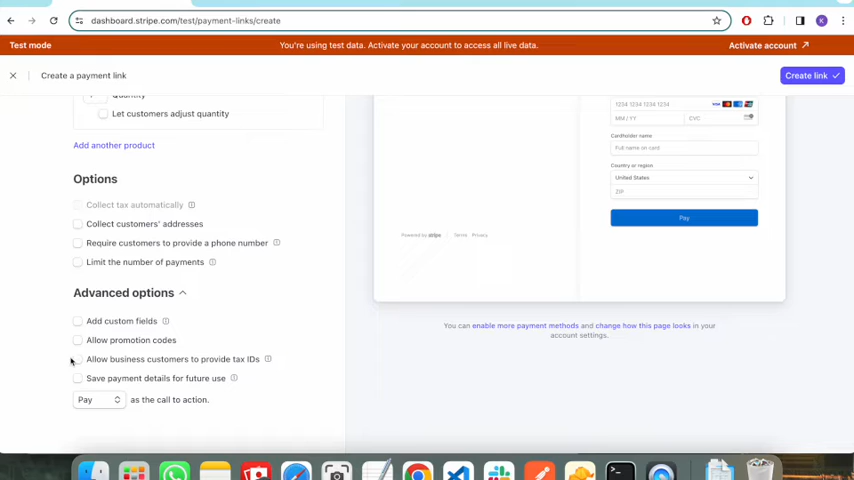 dashboard.stripe.com/test/payment-links/create
K
Test mode
You're using test data. Activate your account to access all live data.
Activate account
Create a payment link
Create link
Quantity
Let customers adjust quantity
Add another product
Options
Collect tax automatically
Collect customers' addresses
Require customers to provide a phone number
Limit the number of payments
Advanced options
Add custom fields
Allow promotion codes
Allow business customers to provide tax IDs
Save payment details for future use
Pay as the call to action.
1234 1234 1234 1234 VISA
MM / YY CVC
Cardholder name
Full name on card
Country or region
United States
ZIP
Pay
Powered by stripe Terms Privacy
You can enable more payment methods and change how this page looks in your
account settings.